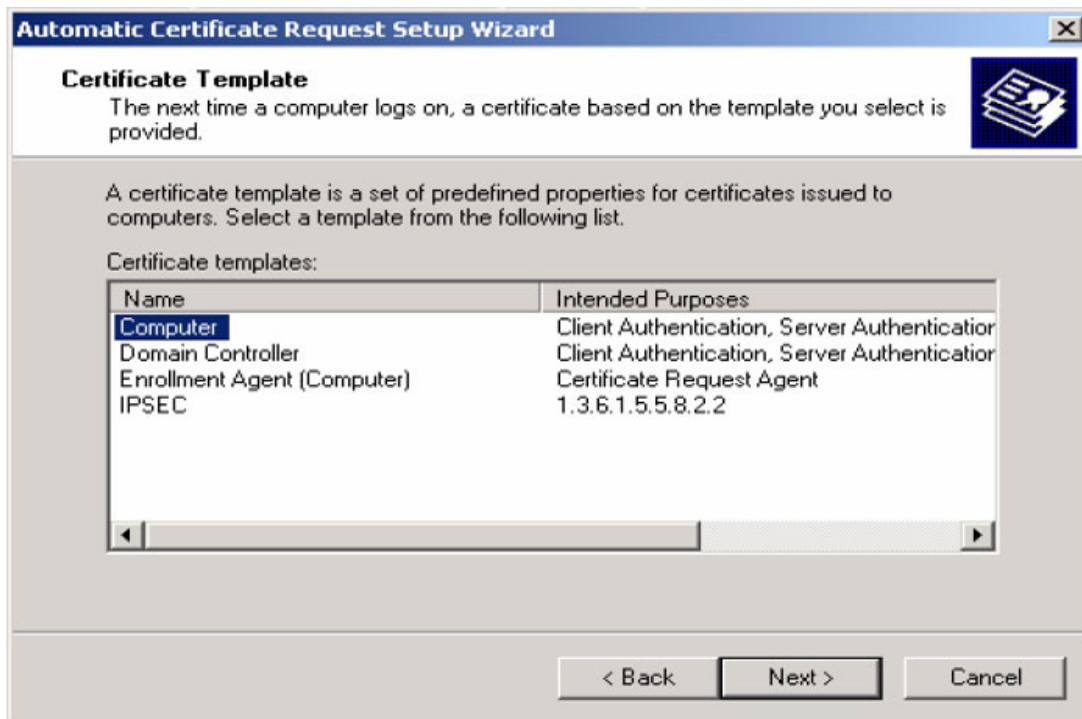 Automatic Certificate Request Setup Wizard
Certificate Template
The next time a computer logs on, a certificate based on the template you select is
provided.
A certificate template is a set of predefined properties for certificates issued to
computers. Select a template from the following list.
Certificate templates:
Name Intended Purposes
Computer Client Authentication, Server Authentication
Domain Controller Client Authentication, Server Authentication
Enrollment Agent (Computer) Certificate Request Agent
IPSEC 1.3.6.1.5.5.8.2.2
< Back Next > Cancel